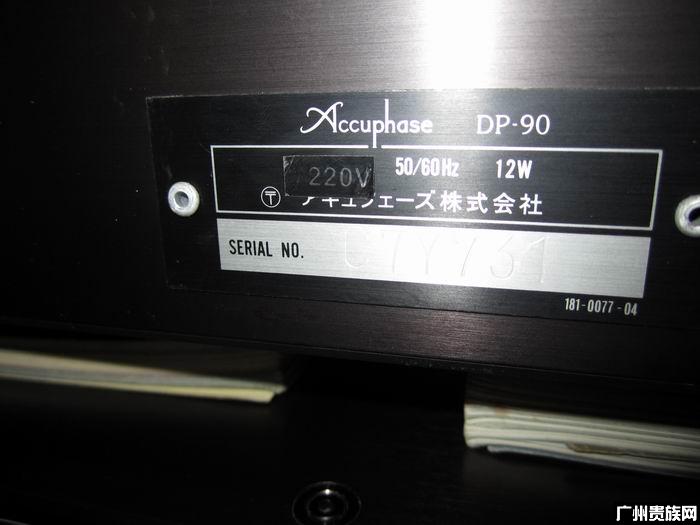 Accuphase DP-90
220V 50/60Hz 12W
〒 アキュフェーズ株式会社
SERIAL NO. Y731
181-0077-04
广州贵族网